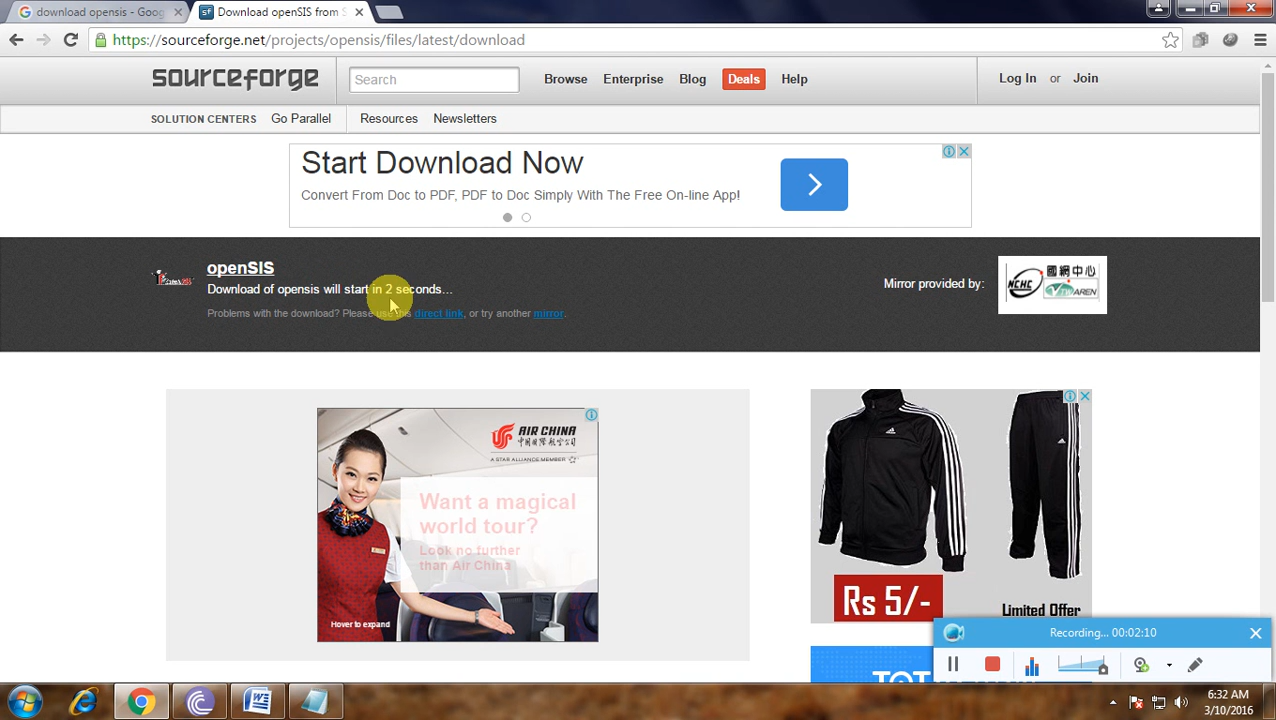 download opensis - Goog
Download openSIS from S
https://sourceforge.net/projects/opensis/files/latest/download
sourceforge
Search
Browse
Enterprise
Blog
Deals
Help
Log In or Join
SOLUTION CENTERS
Go Parallel
Resources
Newsletters
Start Download Now
Convert From Doc to PDF, PDF to Doc Simply With The Free On-line App!
openSIS
Download of opensis will start in 2 seconds...
Problems with the download? Please use this direct link, or try another mirror.
Mirror provided by:
NCHC
國網中心
TWAREN
AIR CHINA
中国国际航空公司
A STAR ALLIANCE MEMBER
Want a magical
world tour?
Look no further
than Air China
Hover to expand
adidas
Rs 5/-
Limited Offer
Recording... 00:02:10
6:32 AM
3/10/2016